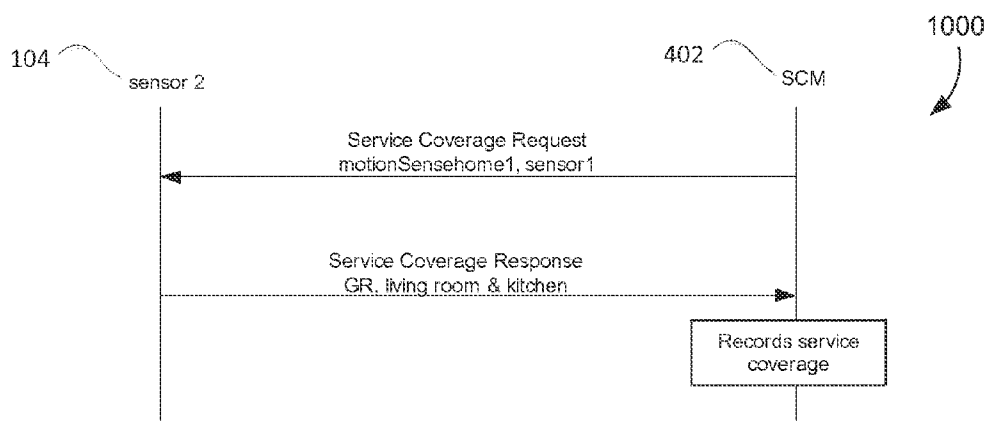 1000
104
sensor 2
402
SCM
Service Coverage Request
motionSensehome1, sensor1
Service Coverage Response
GR, living room & kitchen
Records service
coverage